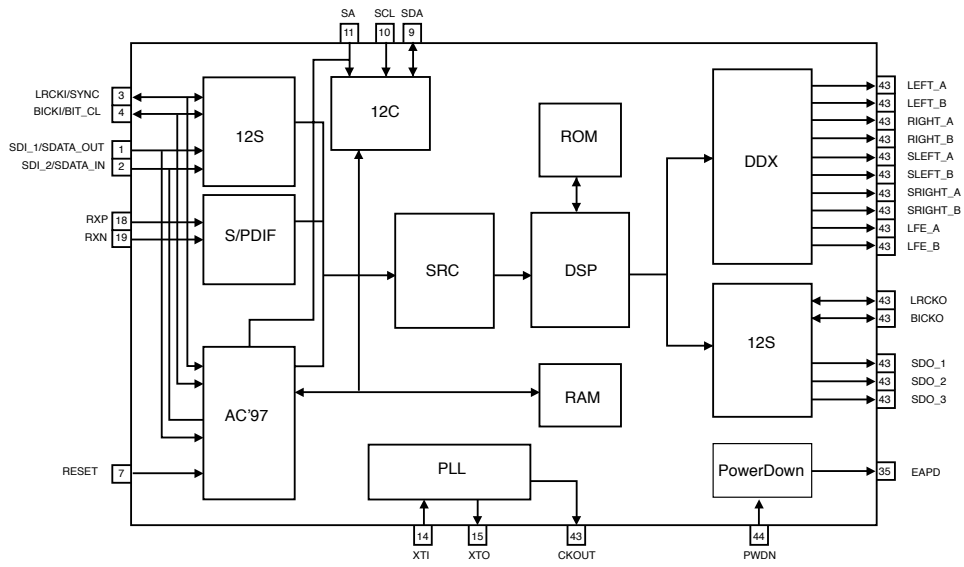 SA SCL SDA
11 10 9
LRCKI/SYNC 3
BICKI/BIT_CL 4
SDI_1/SDATA_OUT 1
SDI_2/SDATA_IN 2
RXP 18
RXN 19
RESET 7
12S
12C
S/PDIF
AC'97
ROM
SRC
DSP
RAM
PLL
DDX
12S
PowerDown
43 LEFT_A
43 LEFT_B
43 RIGHT_A
43 RIGHT_B
43 SLEFT_A
43 SLEFT_B
43 SRIGHT_A
43 SRIGHT_B
43 LFE_A
43 LFE_B
43 LRCKO
43 BICKO
43 SDO_1
43 SDO_2
43 SDO_3
35 EAPD
14 15 43 44
XTI XTO CKOUT PWDN